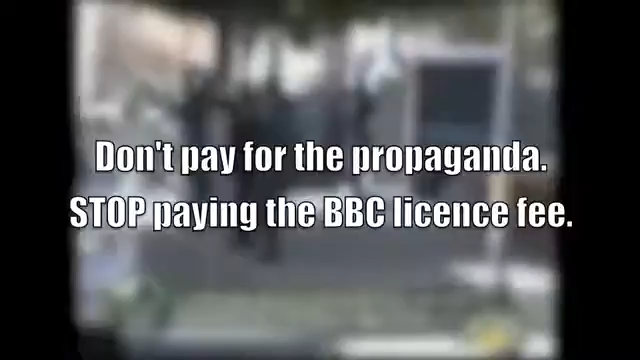 Don't pay for the propaganda.
STOP paying the BBC licence fee.